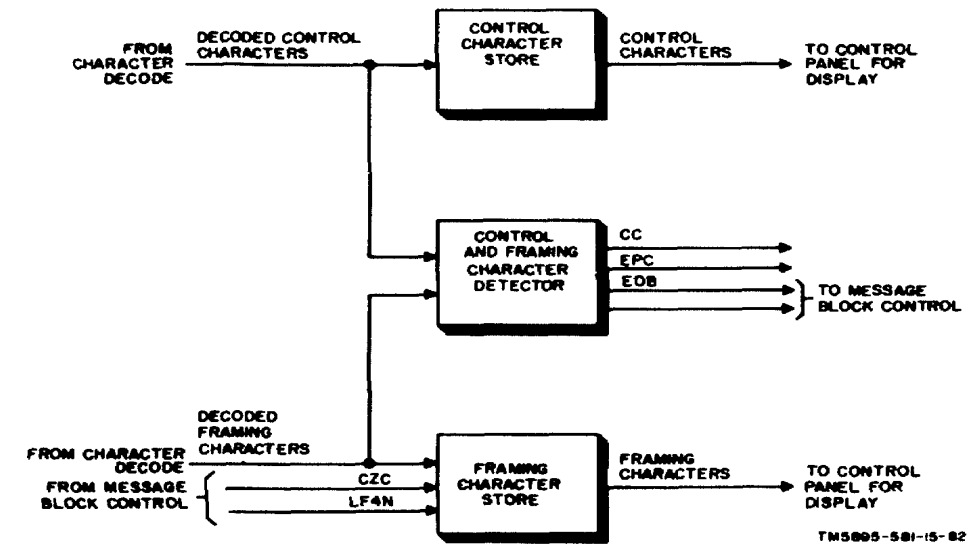 FROM
CHARACTER
DECODE
DECODED CONTROL
CHARACTERS
CONTROL
CHARACTER
STORE
CONTROL
CHARACTERS
TO CONTROL
PANEL FOR
DISPLAY
CONTROL
AND FRAMING
CHARACTER
DETECTOR
CC
EPC
EOB
TO MESSAGE
BLOCK CONTROL
DECODED
FRAMING
CHARACTERS
FROM CHARACTER
DECODE
FROM MESSAGE
BLOCK CONTROL
CZC
LF4N
FRAMING
CHARACTER
STORE
FRAMING
CHARACTERS
TO CONTROL
PANEL FOR
DISPLAY
TM5895-581-15-82